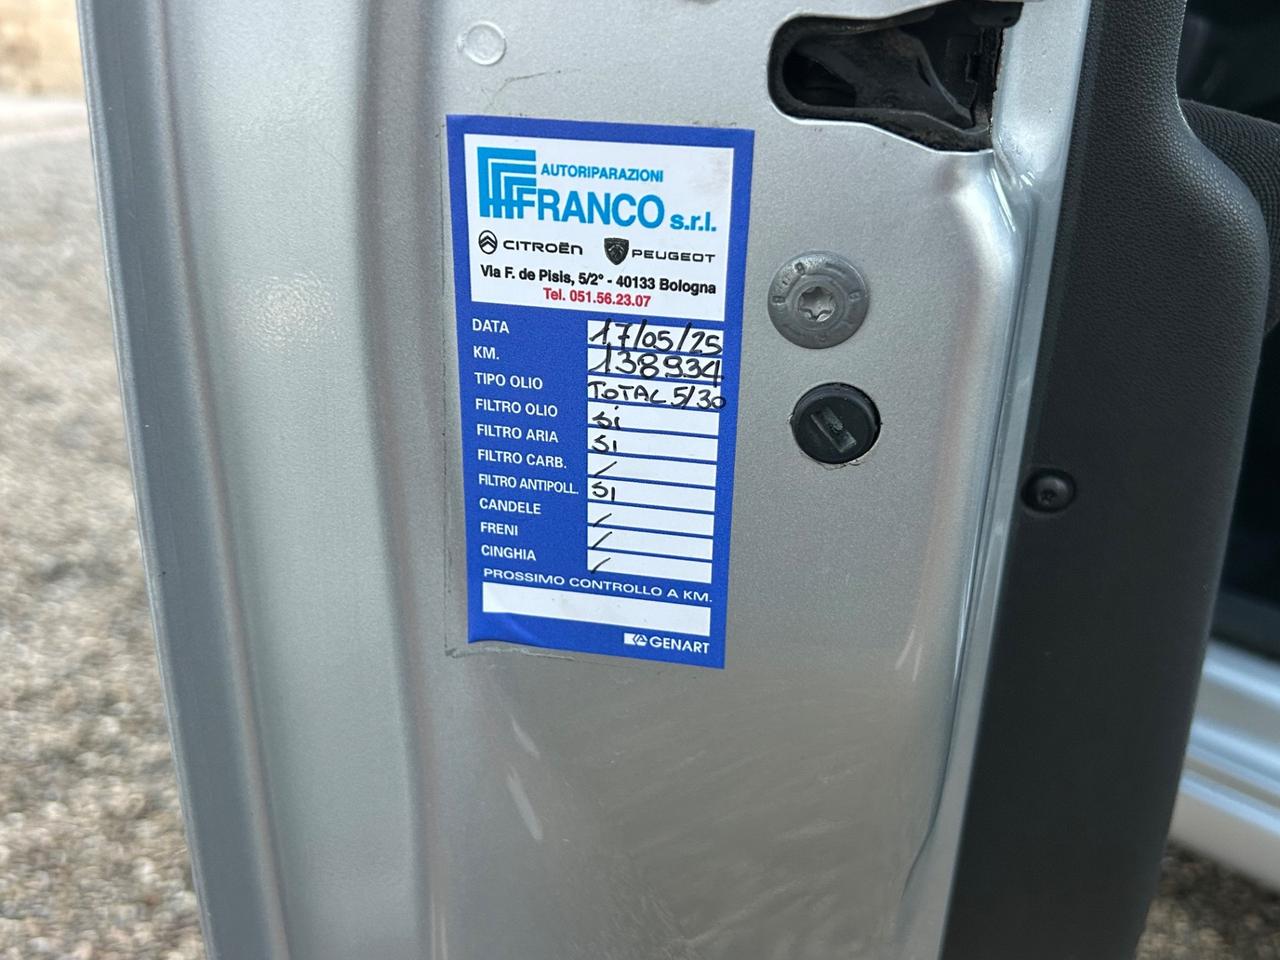 AUTORIPARAZIONI
FRANCO s.r.l.
CITROËN PEUGEOT
Via F. de Pisis, 5/2° - 40133 Bologna
Tel. 051.56.23.07
DATA 17/05/25
KM. 138934
TIPO OLIO TOTAL 5/30
FILTRO OLIO Si
FILTRO ARIA Si
FILTRO CARB. /
FILTRO ANTIPOLL. Si
CANDELE /
FRENI /
CINGHIA /
PROSSIMO CONTROLLO A KM.
GENART